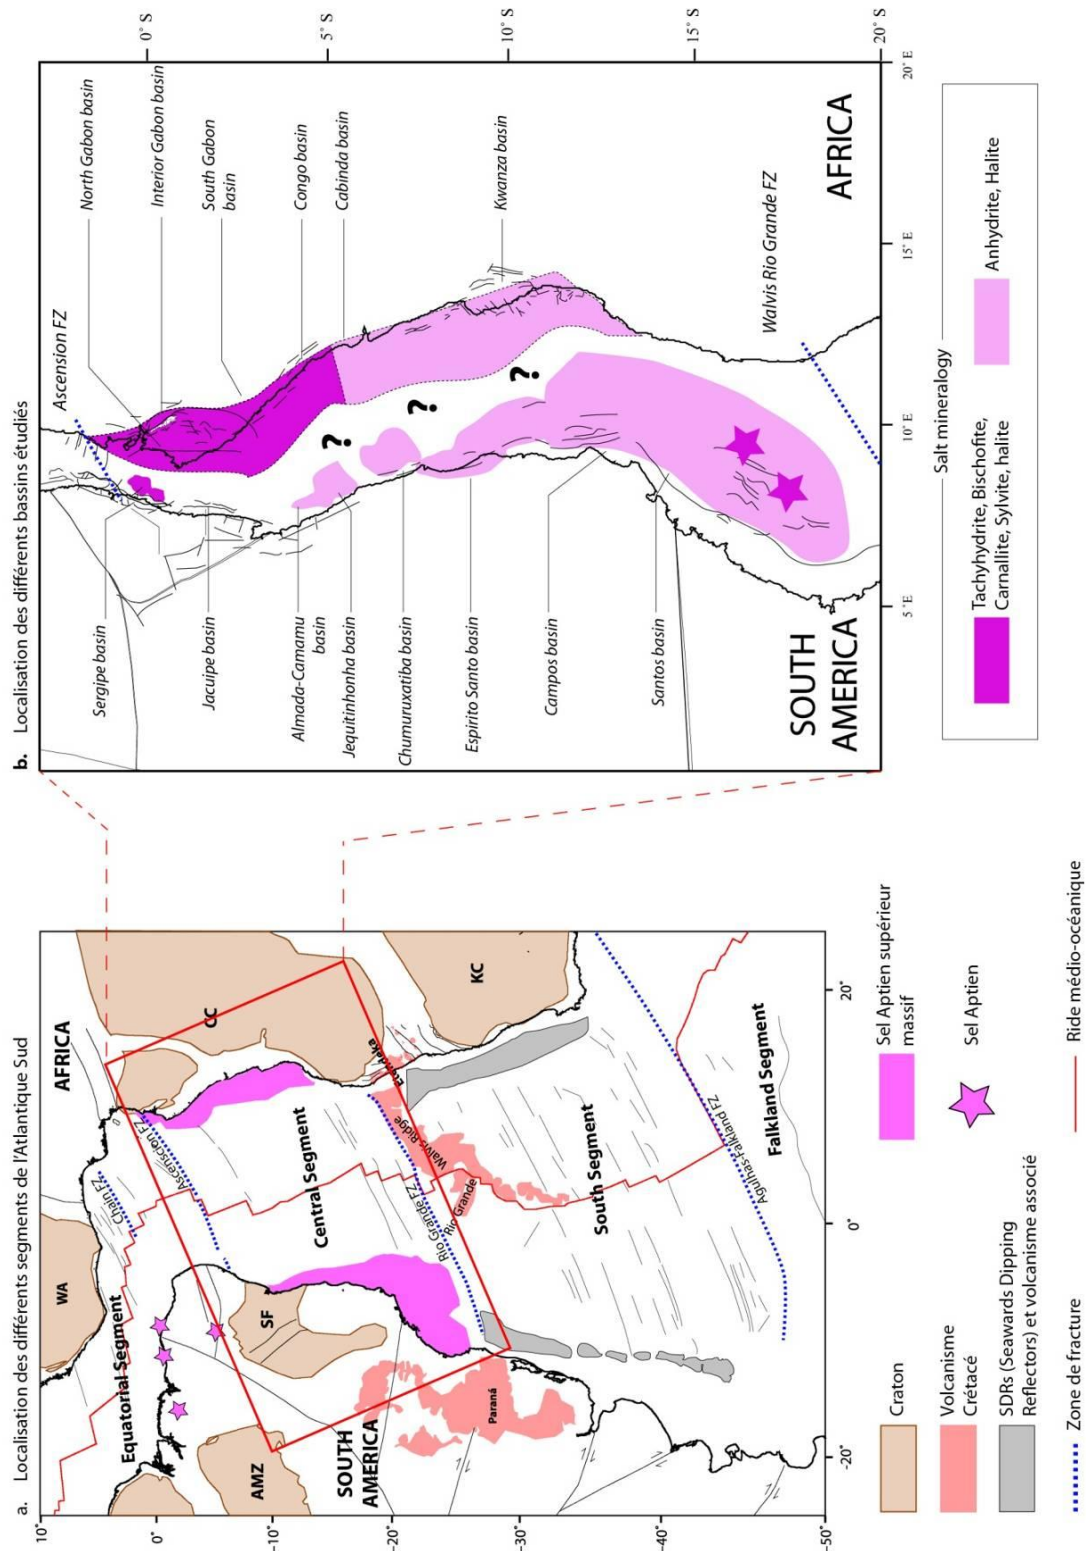 a. Localisation des différents segments de l'Atlantique Sud
10°
0°
-10°
-20°
-30°
-40°
-50°
-20°
0°
20°
WA
AFRICA
Equatorial Segment
Chain FZ
Ascenscion FZ
CC
AMZ
SF
Central Segment
SOUTH
AMERICA
Paraná
Rio Grande FZ
Rio Grande
Walvis Ridge
Etendeka
KC
South Segment
Agulhas-Falkland FZ
Falkland Segment
Craton
Volcanisme
Crétacé
SDRs (Seawards Dipping
Reflectors) et volcanisme associé
Zone de fracture
Sel Aptien supérieur
massif
Sel Aptien
Ride médio-océanique
b. Localisation des différents bassins étudiés
Sergipe basin
Jacuipe basin
Almada-Camamu
basin
Jequitinhonha basin
Chumuruxatiba basin
Espirito Santo basin
Campos basin
Santos basin
SOUTH
AMERICA
Ascension FZ
North Gabon basin
Interior Gabon basin
South Gabon
basin
Congo basin
Cabinda basin
Kwanza basin
Walvis Rio Grande FZ
AFRICA
?
?
?
0° S
5° S
10° S
15° S
20° S
5 °E
10° E
15° E
20° E
Salt mineralogy
Tachyhydrite, Bischofite,
Carnallite, Sylvite, halite
Anhydrite, Halite